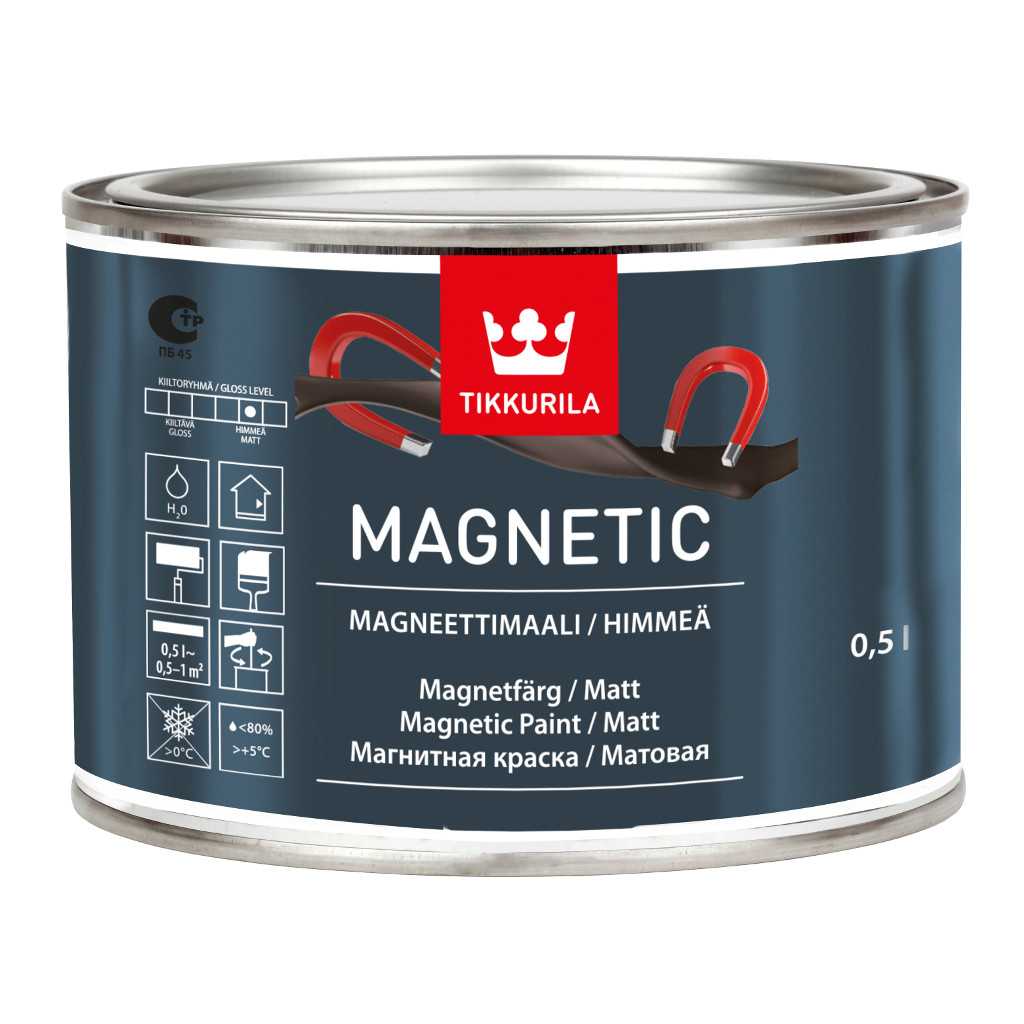 TIKKURILA
СТР
ПБ 45
KIILTORYHMÄ / GLOSS LEVEL
KIILTÄVÄ
GLOSS
HIMMEÄ
MATT
H₂O
0,5 l~
0,5–1 m²
>0°C
<80%
>+5°C
MAGNETIC
MAGNEETTIMAALI / HIMMEÄ
Magnetfärg / Matt
Magnetic Paint / Matt
Магнитная краска / Матовая
0,5 l